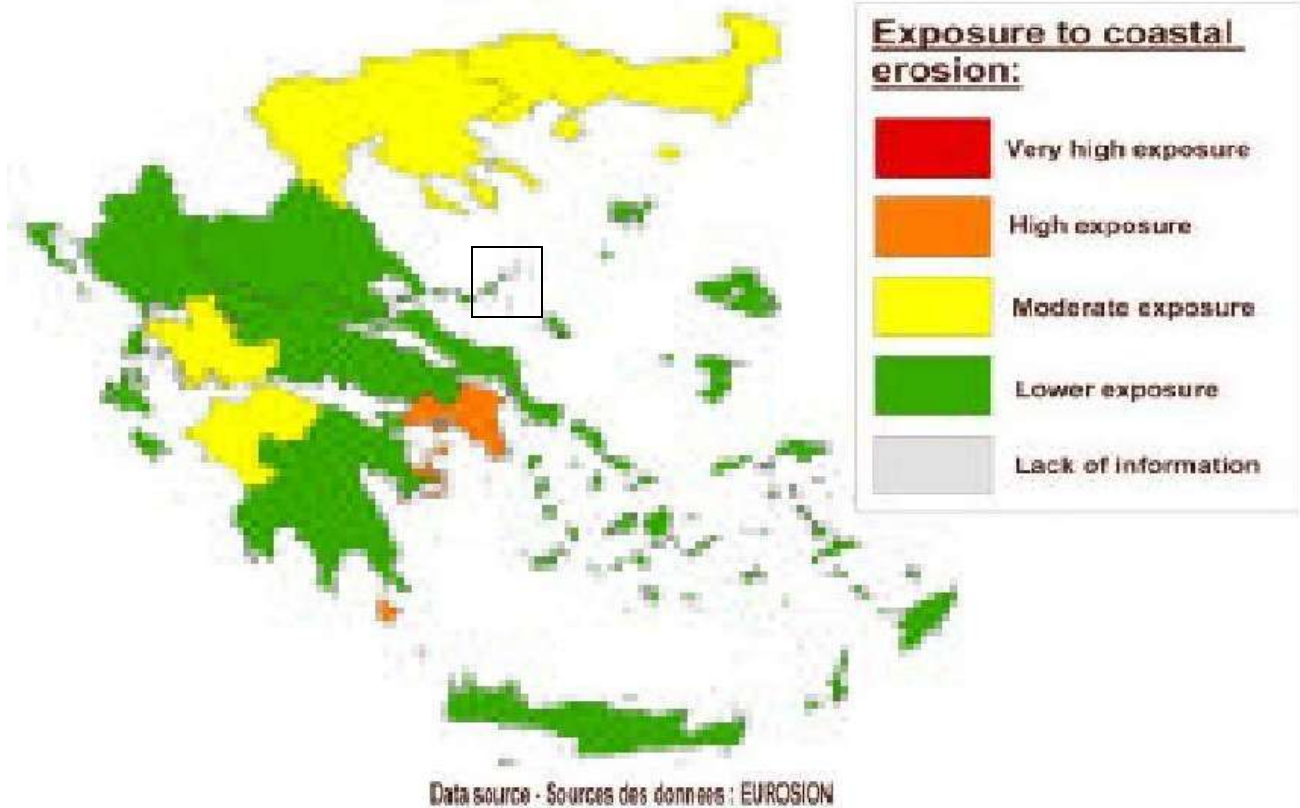 Exposure to coastal
erosion:
Very high exposure
High exposure
Moderate exposure
Lower exposure
Lack of information
Data source - Sources des donnees : EUROSION